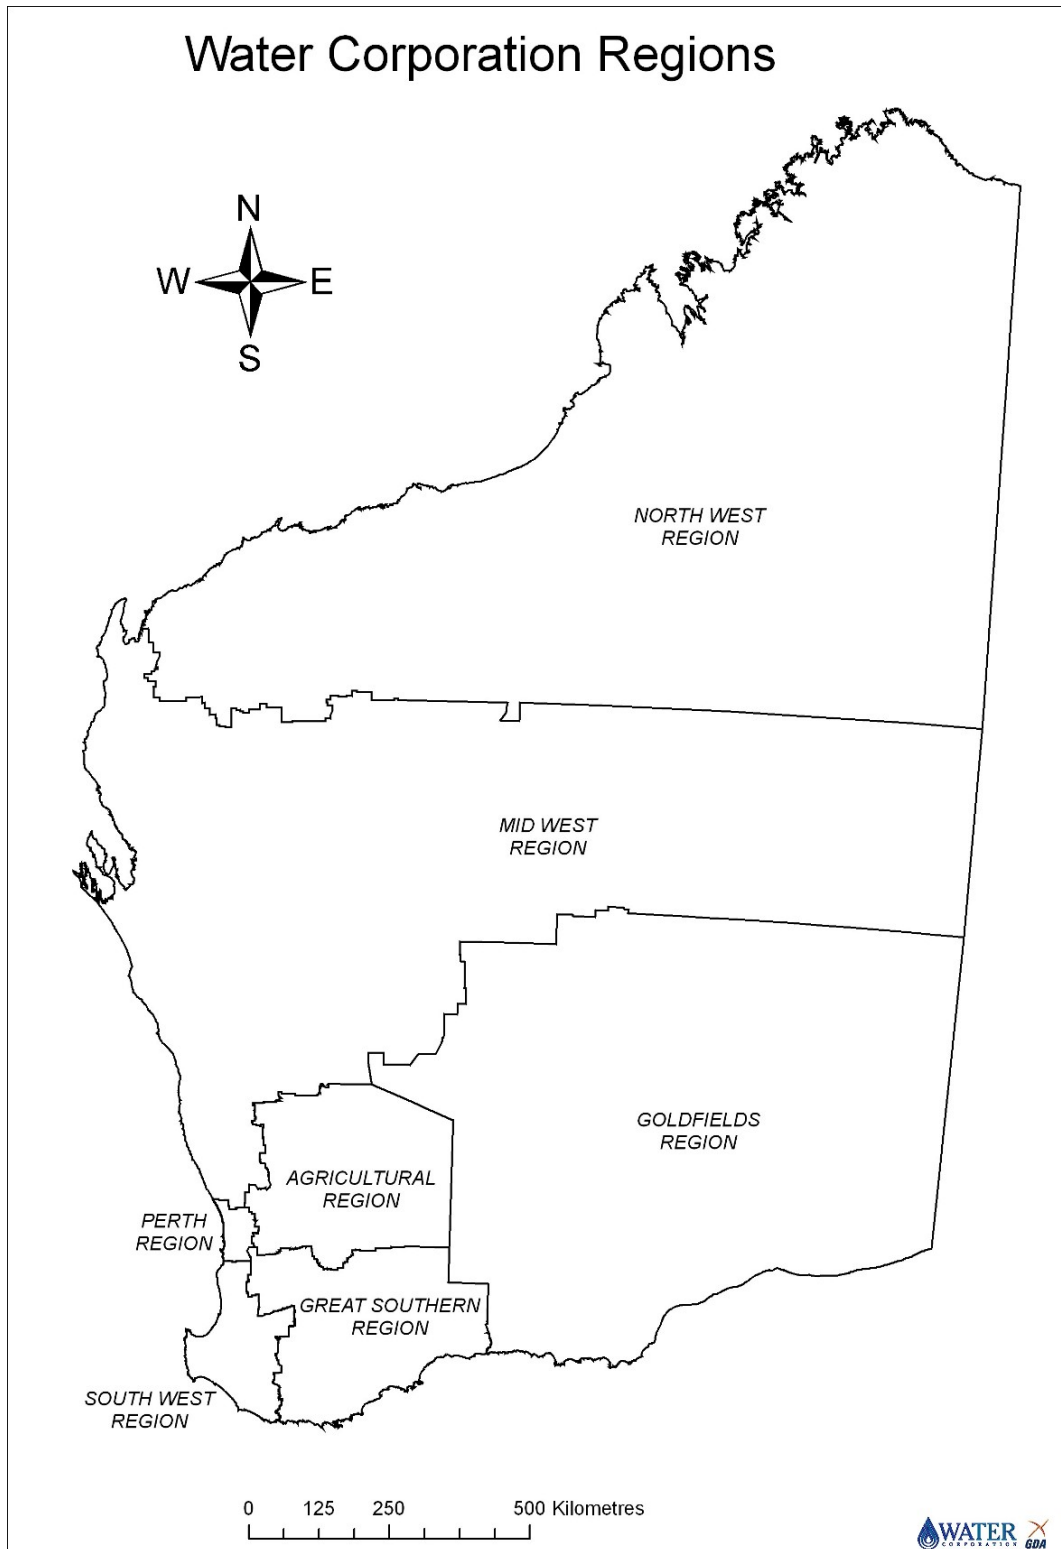 Water Corporation Regions
N
W
E
S
NORTH WEST
REGION
MID WEST
REGION
GOLDFIELDS
REGION
AGRICULTURAL
REGION
PERTH
REGION
GREAT SOUTHERN
REGION
SOUTH WEST
REGION
0 125 250 500 Kilometres
WATER
CORPORATION
GDA